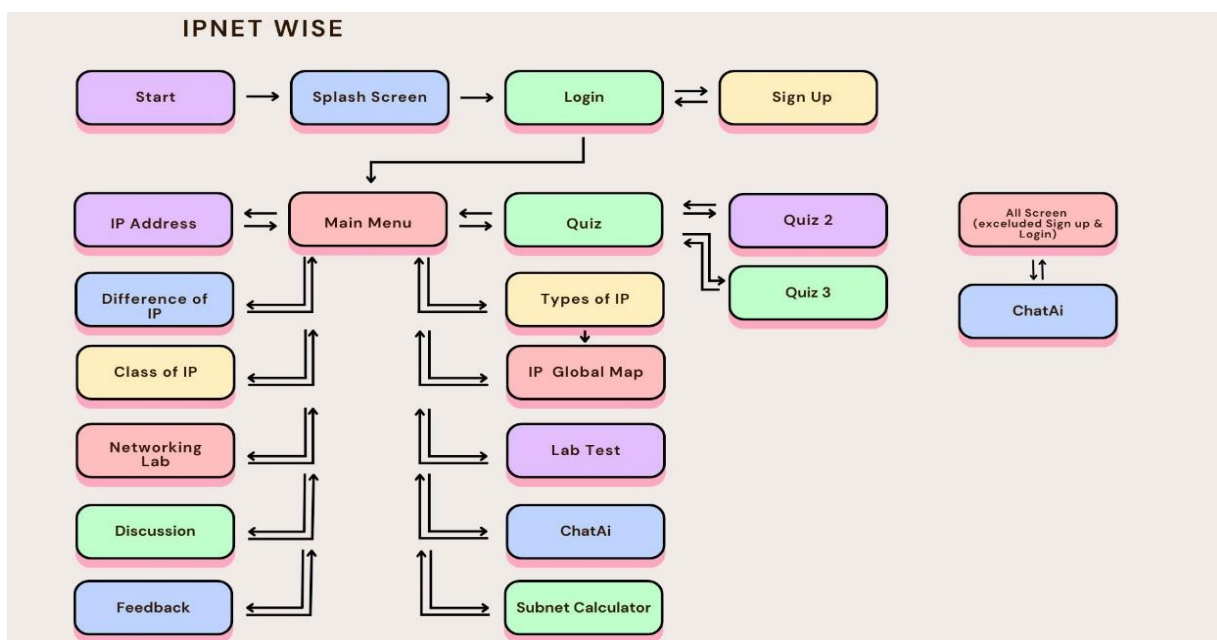 IPNET WISE
Start
Splash Screen
Login
Sign Up
IP Address
Main Menu
Quiz
Quiz 2
All Screen
(exceluded Sign up &
Login)
Difference of
IP
Types of IP
Quiz 3
ChatAi
Class of IP
IP Global Map
Networking
Lab
Lab Test
Discussion
ChatAi
Feedback
Subnet Calculator